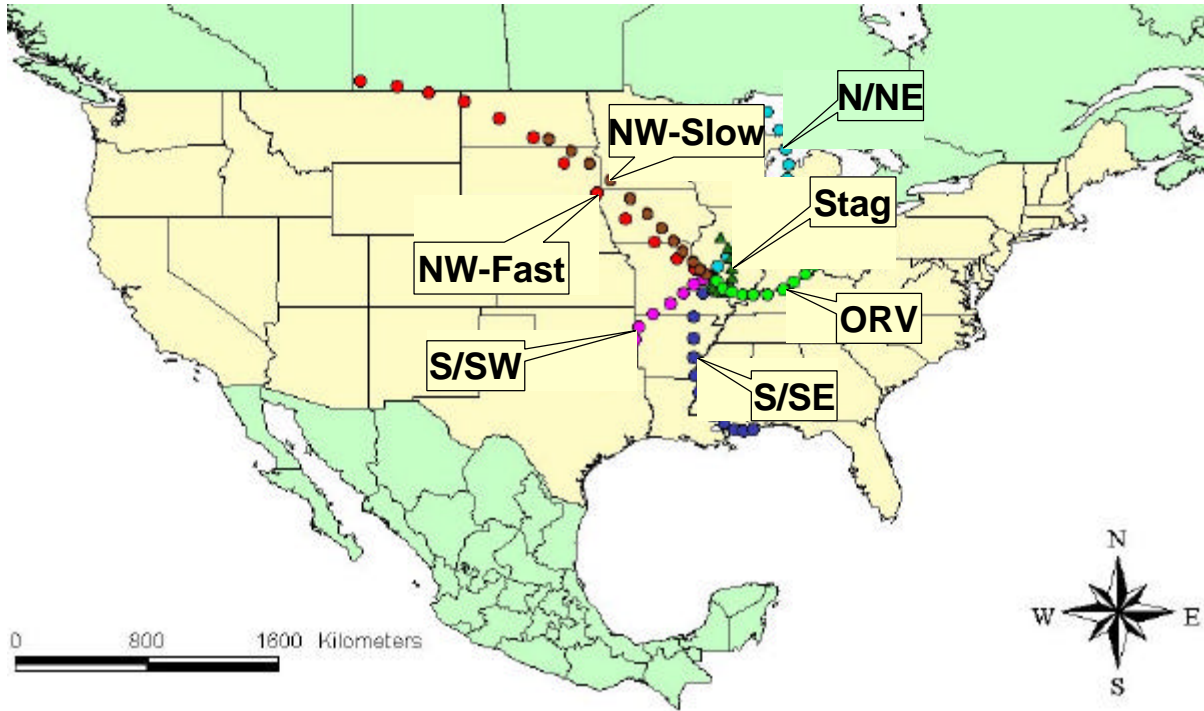 N/NE
NW-Slow
Stag
NW-Fast
ORV
S/SW
S/SE
N
W E
S
0 800 1600 Kilometers